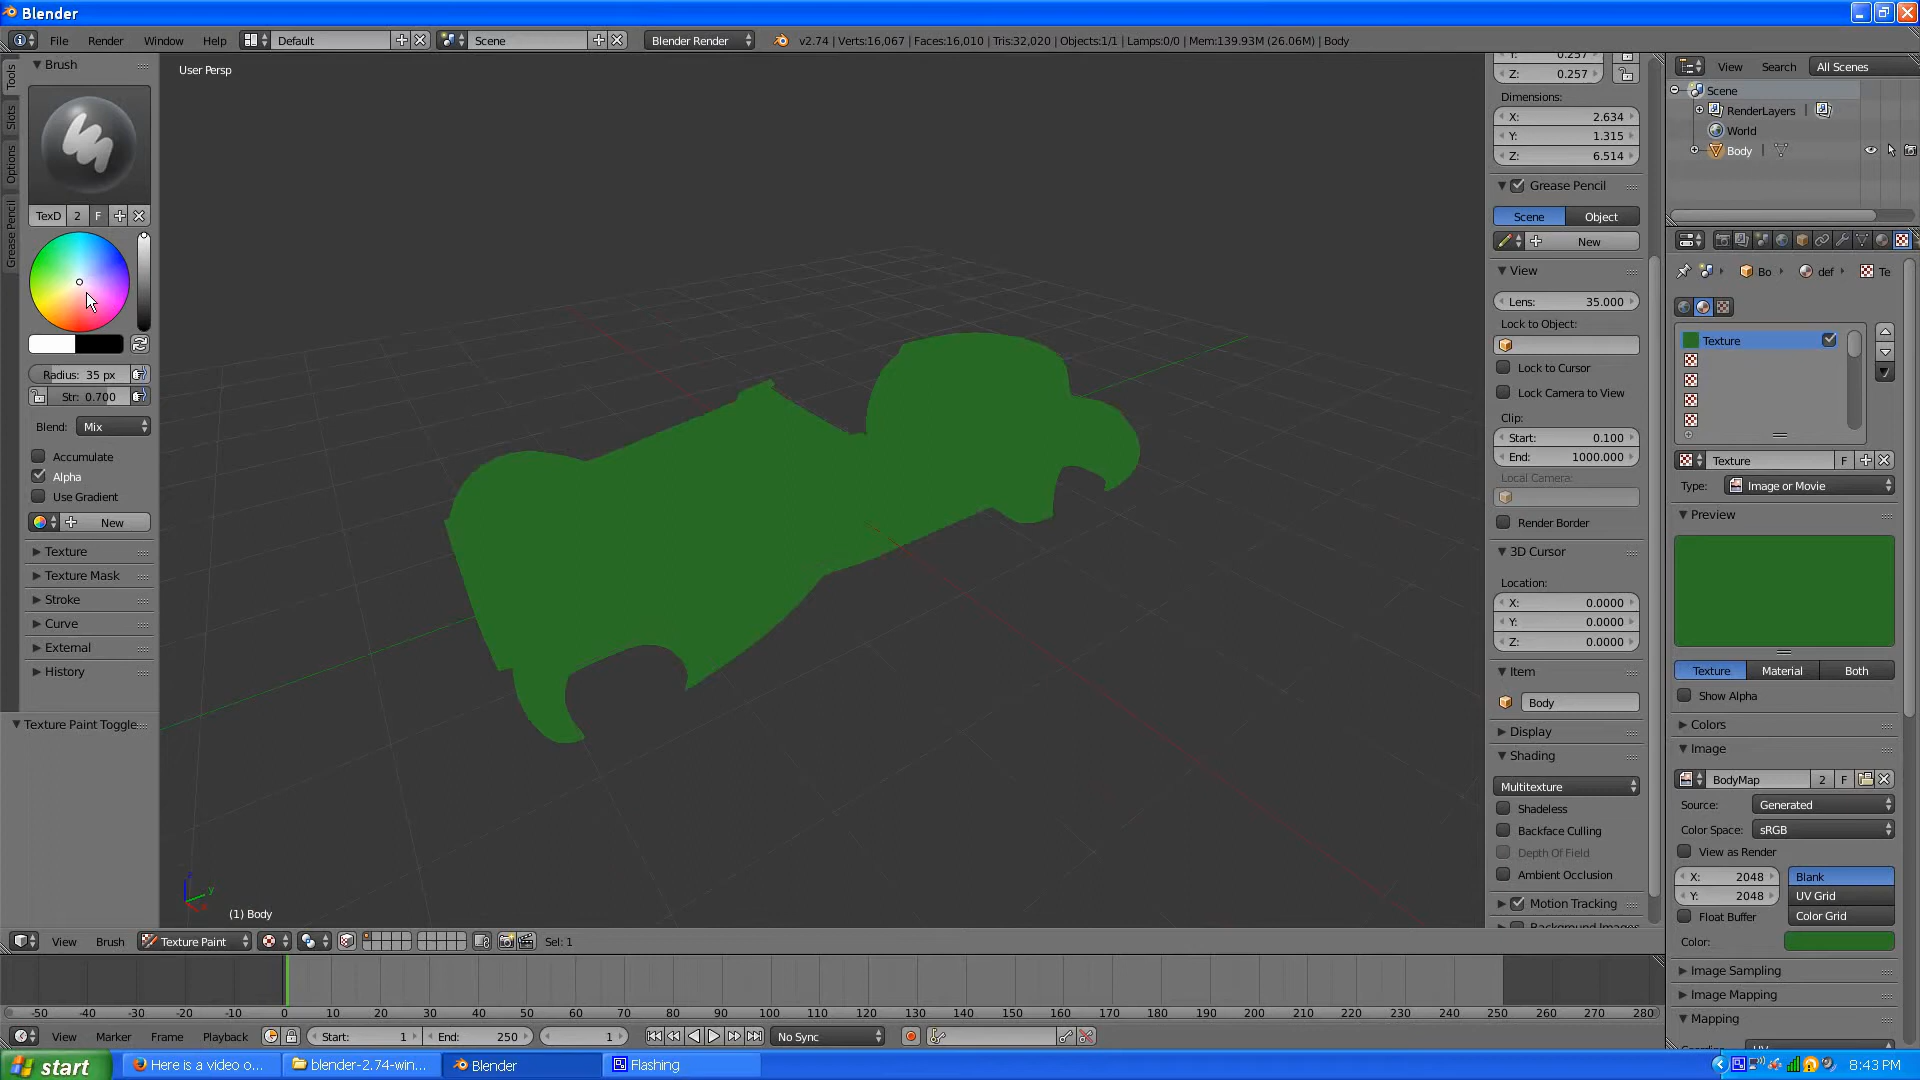 Blender
File Render Window Help Default Scene Blender Render v2.74 | Verts:16,067 | Faces:16,010 | Tris:32,020 | Objects:1/1 | Lamps:0/0 | Mem:139.93M (26.06M) | Body
Tools
Slots
Options
Grease Pencil
Brush
TexD 2 F
Radius: 35 px
Str: 0.700
Blend: Mix
Accumulate
Alpha
Use Gradient
New
Texture
Texture Mask
Stroke
Curve
External
History
Texture Paint Toggle
User Persp
z
y
(1) Body
View Brush Texture Paint Sel: 1
Y: 0.257
Z: 0.257
Dimensions:
X: 2.634
Y: 1.315
Z: 6.514
Grease Pencil
Scene Object
New
View
Lens: 35.000
Lock to Object:
Lock to Cursor
Lock Camera to View
Clip:
Start: 0.100
End: 1000.000
Local Camera:
Render Border
3D Cursor
Location:
X: 0.0000
Y: 0.0000
Z: 0.0000
Item
Body
Display
Shading
Multitexture
Shadeless
Backface Culling
Depth Of Field
Ambient Occlusion
Motion Tracking
Background Images
View Search All Scenes
Scene
RenderLayers |
World
Body |
Bo def Te
Texture
Texture F
Type: Image or Movie
Preview
Texture Material Both
Show Alpha
Colors
Image
BodyMap 2 F
Source: Generated
Color Space: sRGB
View as Render
X: 2048 Blank
Y: 2048 UV Grid
Float Buffer Color Grid
Color:
Image Sampling
Image Mapping
Mapping
-50 -40 -30 -20 -10 0 10 20 30 40 50 60 70 80 90 100 110 120 130 140 150 160 170 180 190 200 210 220 230 240 250 260 270 280
View Marker Frame Playback Start: 1 End: 250 1 No Sync
start Here is a video o... blender-2.74-win... Blender Flashing 8:43 PM